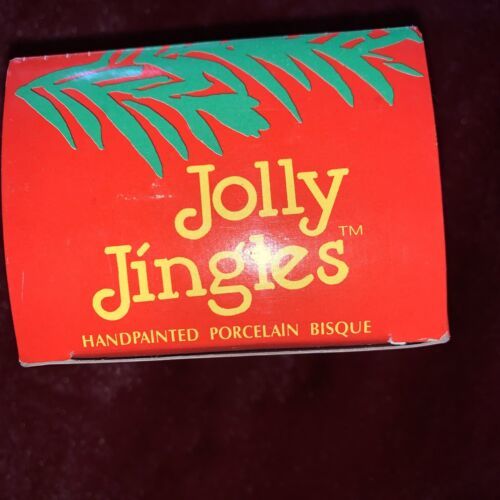 Jolly
Jingles™
HANDPAINTED PORCELAIN BISQUE